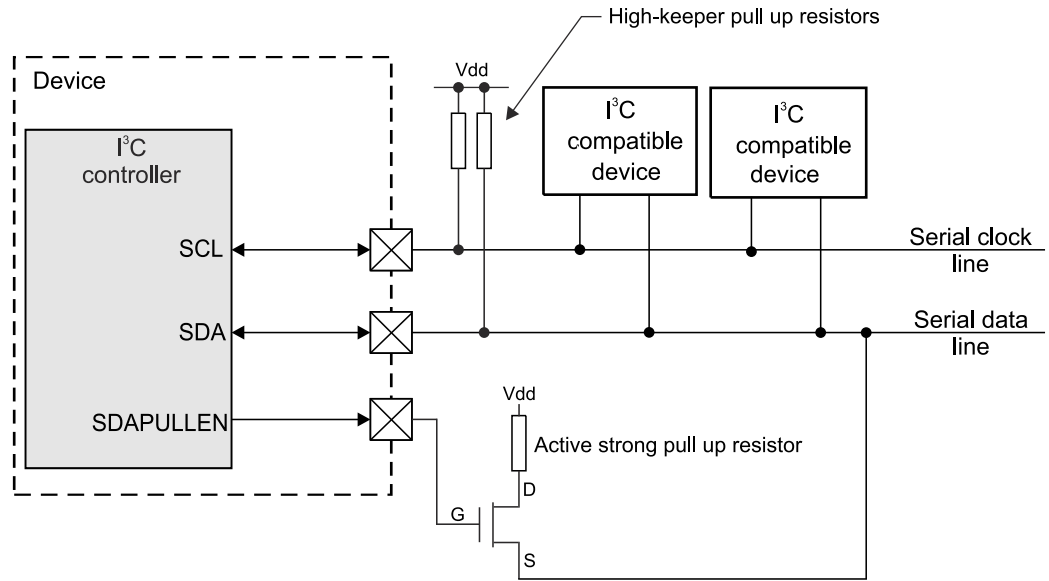 High-keeper pull up resistors
Device
Vdd
I³C
controller
I³C
compatible
device
I³C
compatible
device
SCL
Serial clock
line
SDA
Serial data
line
SDAPULLEN
Vdd
Active strong pull up resistor
D
G
S